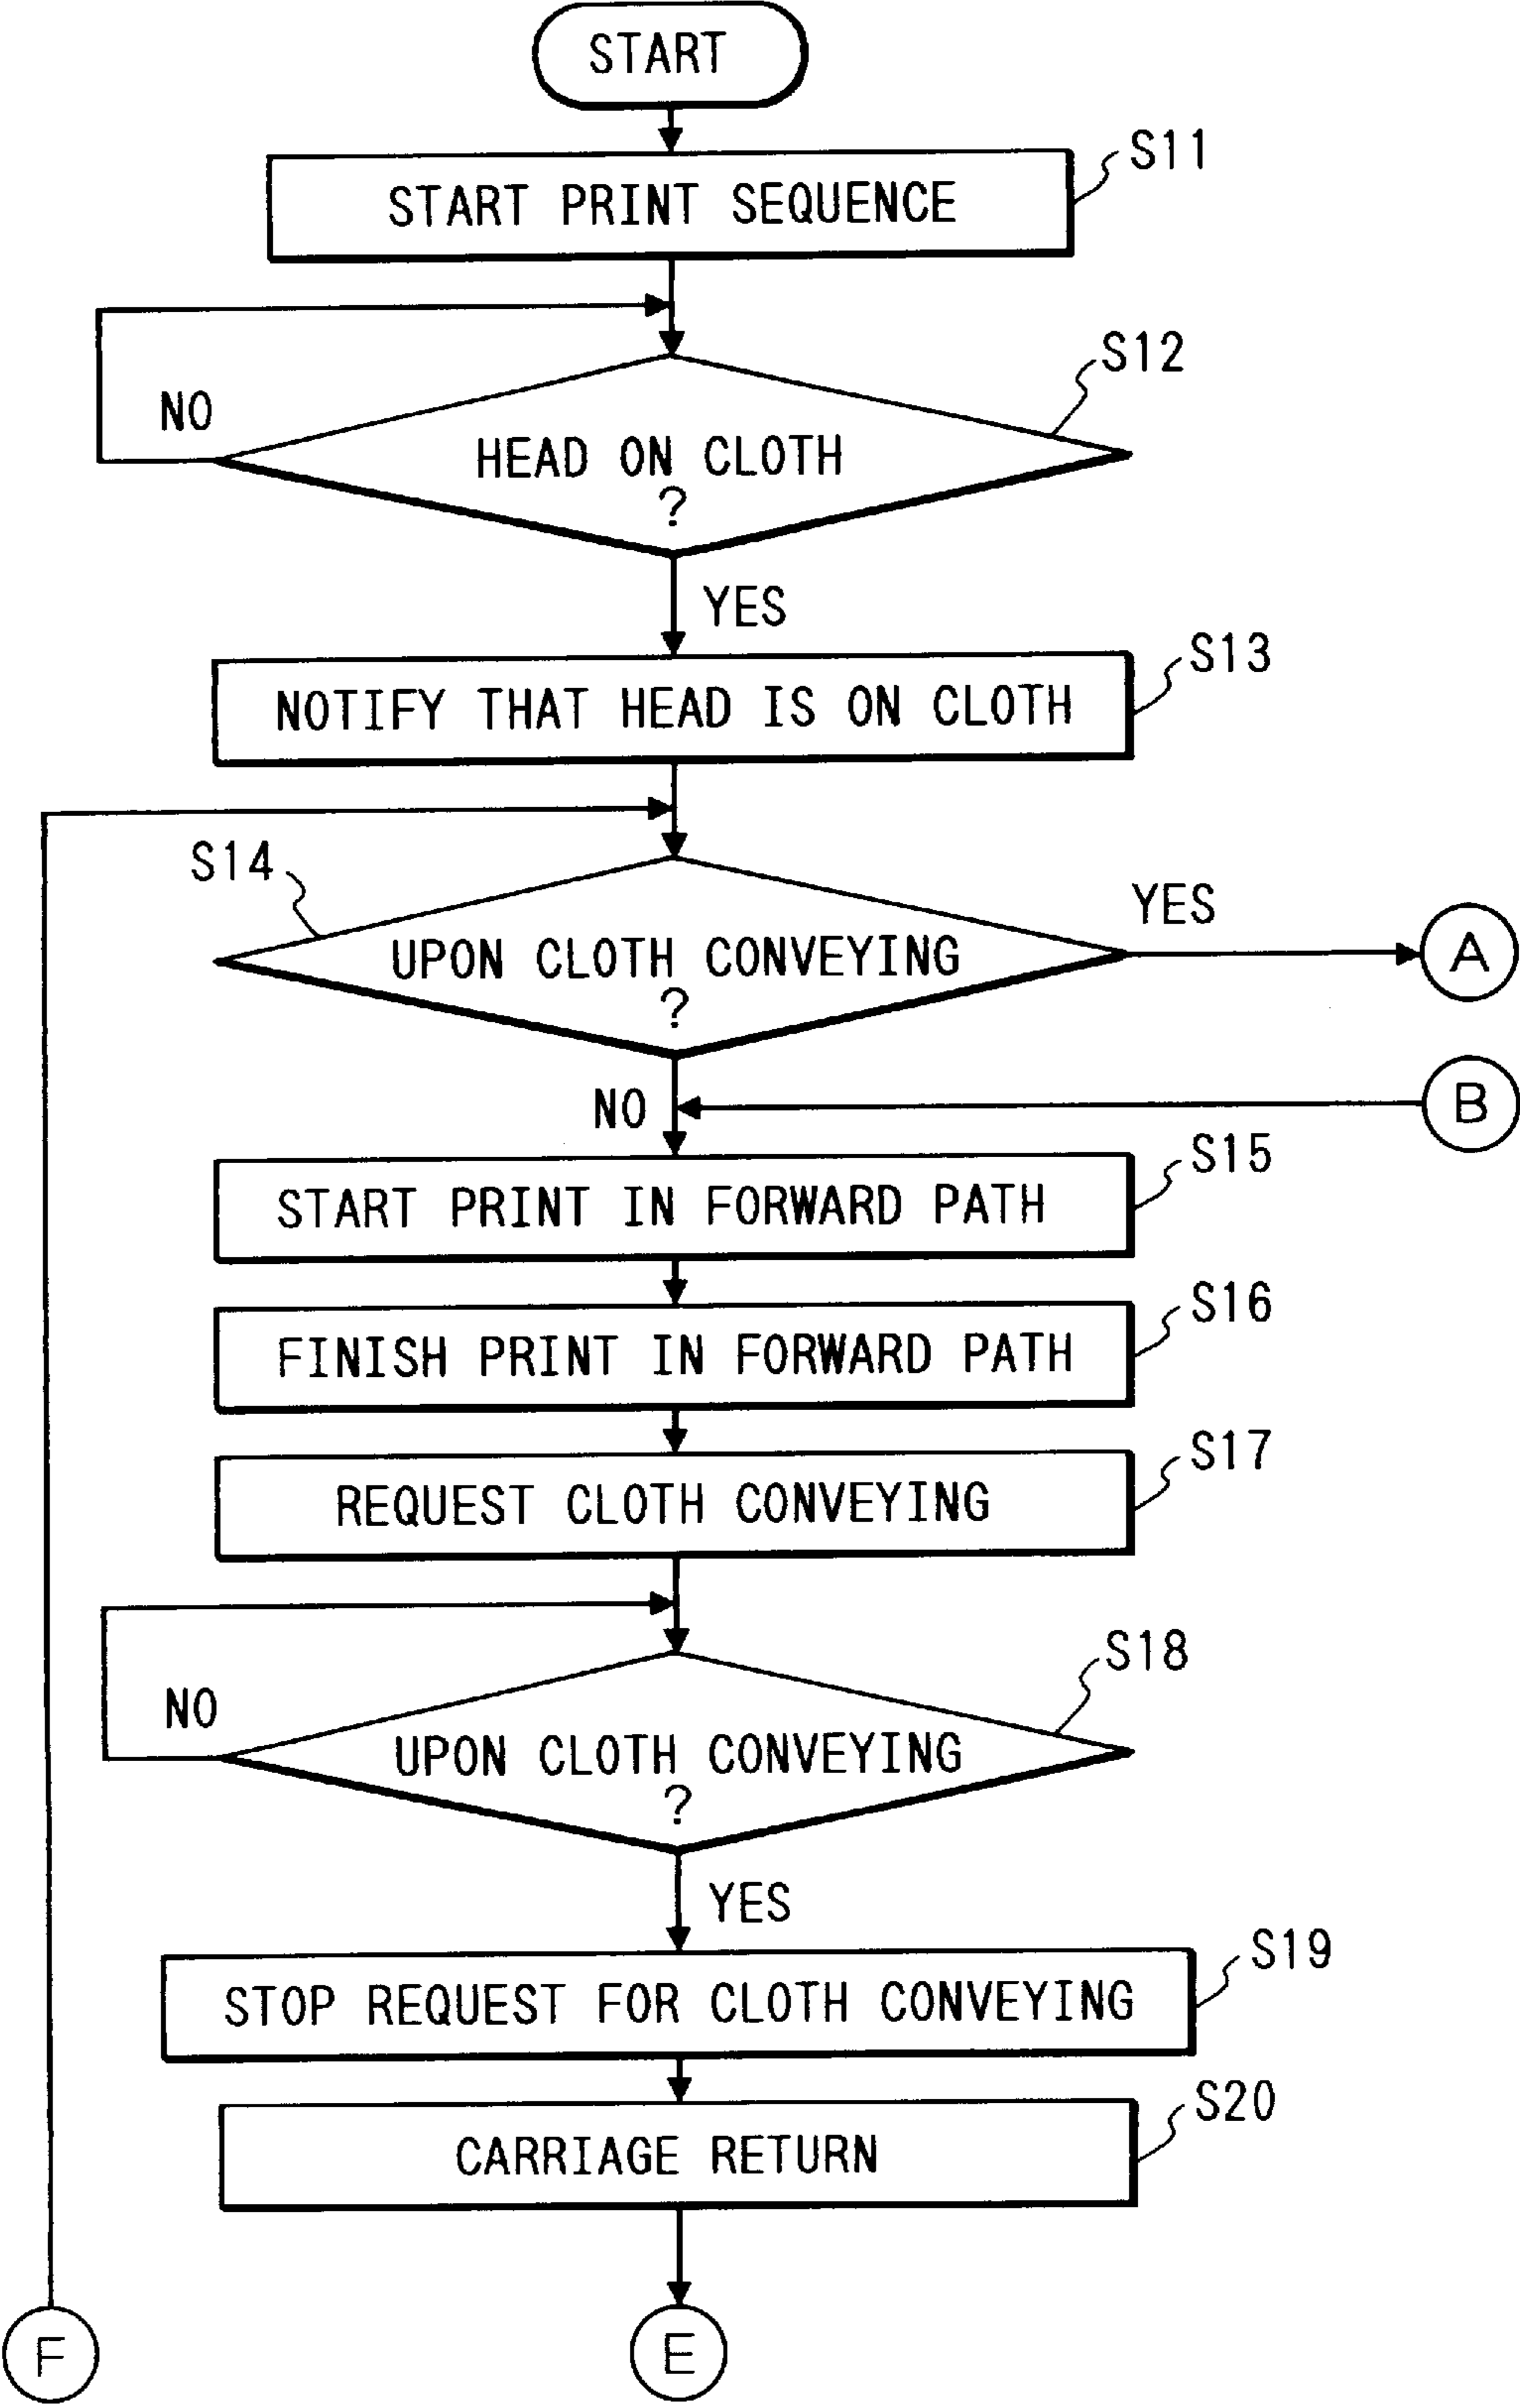 START
S11
START PRINT SEQUENCE
S12
NO
HEAD ON CLOTH
?
YES
S13
NOTIFY THAT HEAD IS ON CLOTH
S14
YES
UPON CLOTH CONVEYING
?
A
NO
B
S15
START PRINT IN FORWARD PATH
S16
FINISH PRINT IN FORWARD PATH
S17
REQUEST CLOTH CONVEYING
S18
NO
UPON CLOTH CONVEYING
?
YES
S19
STOP REQUEST FOR CLOTH CONVEYING
S20
CARRIAGE RETURN
F
E